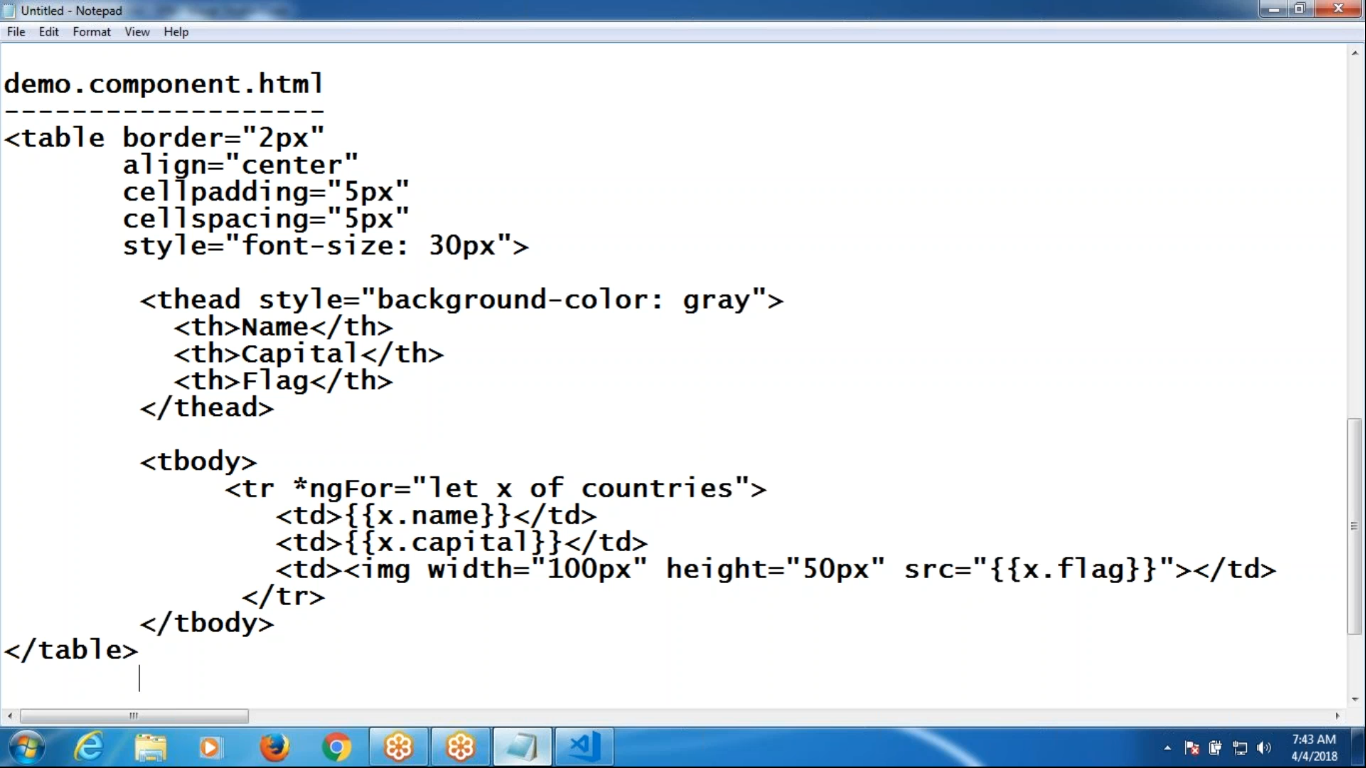 Untitled - Notepad
File Edit Format View Help
demo.component.html
-------------------
<table border="2px"
       align="center"
       cellpadding="5px"
       cellspacing="5px"
       style="font-size: 30px">
        <thead style="background-color: gray">
          <th>Name</th>
          <th>Capital</th>
          <th>Flag</th>
        </thead>
        <tbody>
             <tr *ngFor="let x of countries">
                <td>{{x.name}}</td>
                <td>{{x.capital}}</td>
                <td><img width="100px" height="50px" src="{{x.flag}}"></td>
              </tr>
        </tbody>
</table>
7:43 AM
4/4/2018